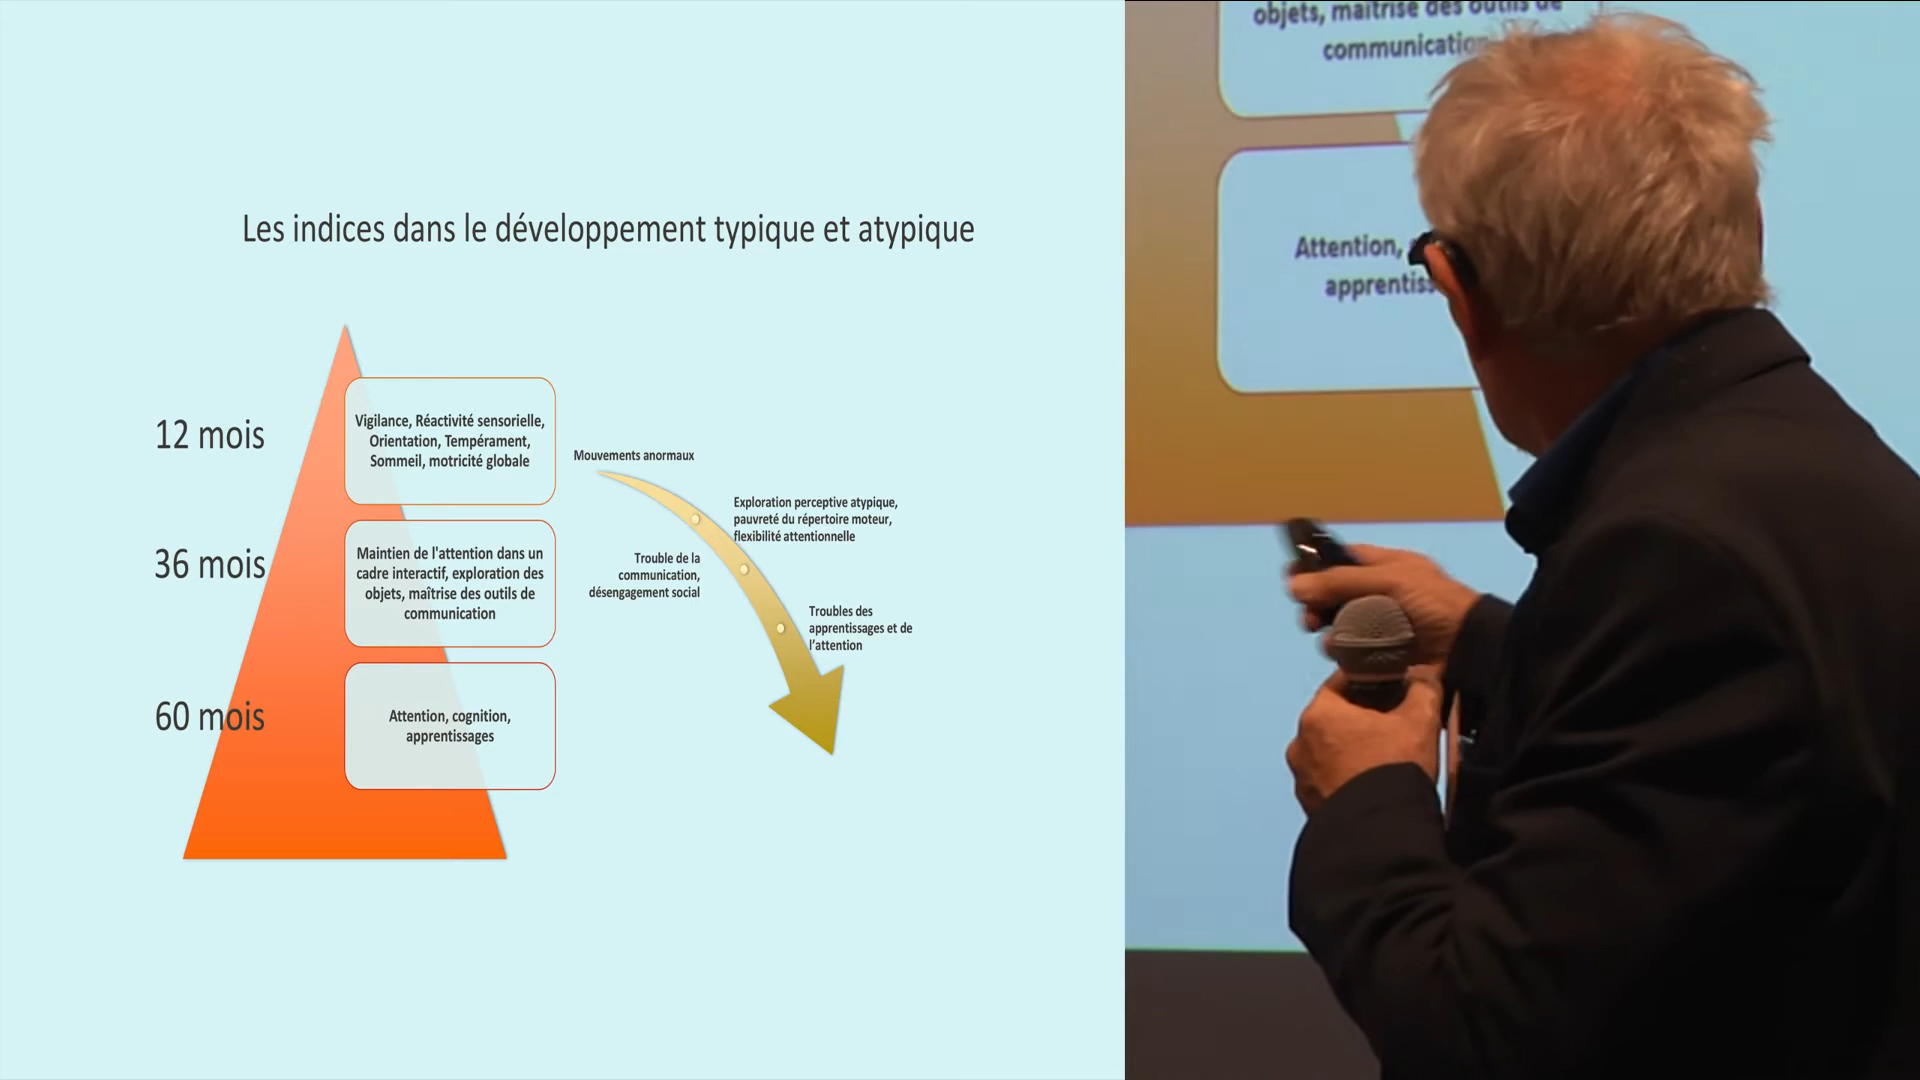 Les indices dans le développement typique et atypique
12 mois
Vigilance, Réactivité sensorielle,
Orientation, Tempérament,
Sommeil, motricité globale
36 mois
Maintien de l'attention dans un
cadre interactif, exploration des
objets, maîtrise des outils de
communication
60 mois
Attention, cognition,
apprentissages
Mouvements anormaux
Exploration perceptive atypique,
pauvreté du répertoire moteur,
flexibilité attentionnelle
Trouble de la
communication,
désengagement social
Troubles des
apprentissages et de
l'attention
objets, maîtrise des outils de
communication
Attention,
apprentiss